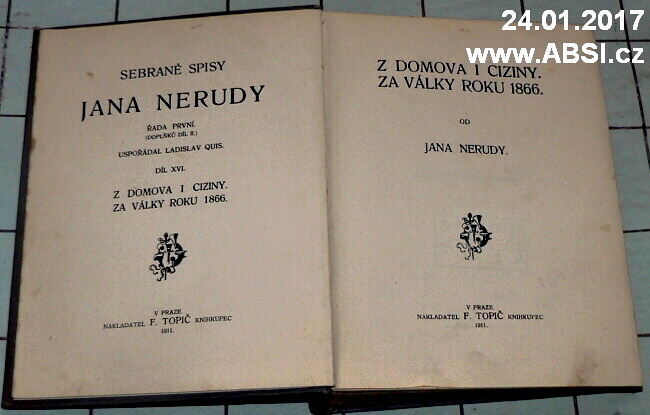 24.01.2017
www.ABSI.cz
SEBRANÉ SPISY
JANA NERUDY
ŘADA PRVNÍ.
(DOPLŇKŮ DÍL II.)
USPOŘÁDAL LADISLAV QUIS.
DÍL XVI.
Z DOMOVA I CIZINY.
ZA VÁLKY ROKU 1866.
V PRAZE
NAKLADATEL F. TOPIČ KNIHKUPEC
1911.
Z DOMOVA I CIZINY.
ZA VÁLKY ROKU 1866.
OD
JANA NERUDY.
V PRAZE
NAKLADATEL F. TOPIČ KNIHKUPEC
1911.